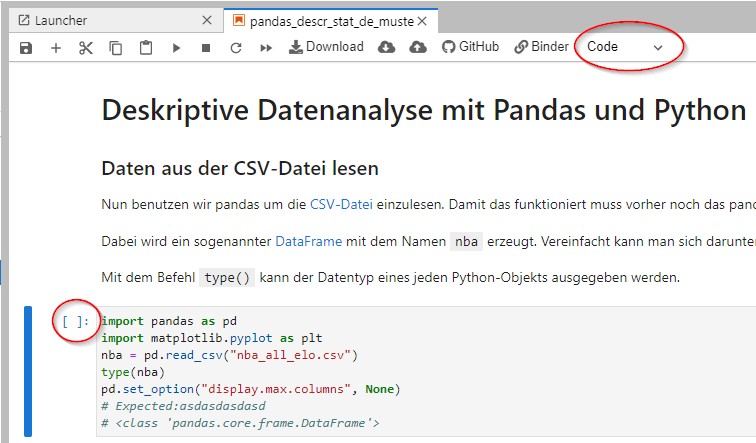 Launcher
pandas_descr_stat_de_muste
Download GitHub Binder Code
Deskriptive Datenanalyse mit Pandas und Python
Daten aus der CSV-Datei lesen
Nun benutzen wir pandas um die CSV-Datei einzulesen. Damit das funktioniert muss vorher noch das pand
Dabei wird ein sogenannter DataFrame mit dem Namen nba erzeugt. Vereinfacht kann man sich darunter
Mit dem Befehl type() kann der Datentyp eines jeden Python-Objekts ausgegeben werden.
[ ]: import pandas as pd
import matplotlib.pyplot as plt
nba = pd.read_csv("nba_all_elo.csv")
type(nba)
pd.set_option("display.max.columns", None)
# Expected:asdasdasdasd
# <class 'pandas.core.frame.DataFrame'>